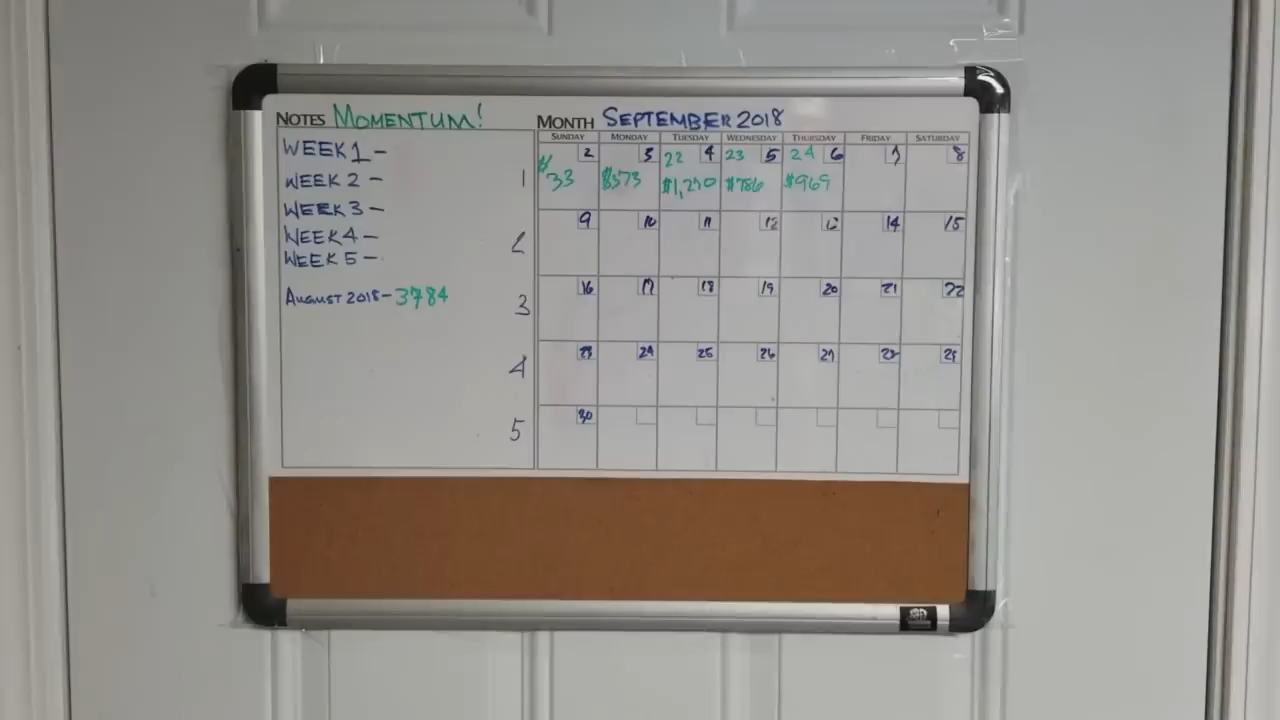 NOTES MOMENTUM!
WEEK 1 -
WEEK 2 -
WEEK 3 -
WEEK 4 -
WEEK 5 -
AUGUST 2018 - 3784
1
2
3
4
5
MONTH SEPTEMBER 2018
SUNDAY MONDAY TUESDAY WEDNESDAY THURSDAY FRIDAY SATURDAY
2 3 22 4 23 5 24 6 7 8
$33 $373 $1,210 $786 $969
9 10 11 12 13 14 15
16 17 18 19 20 21 22
23 24 25 26 27 28 29
30